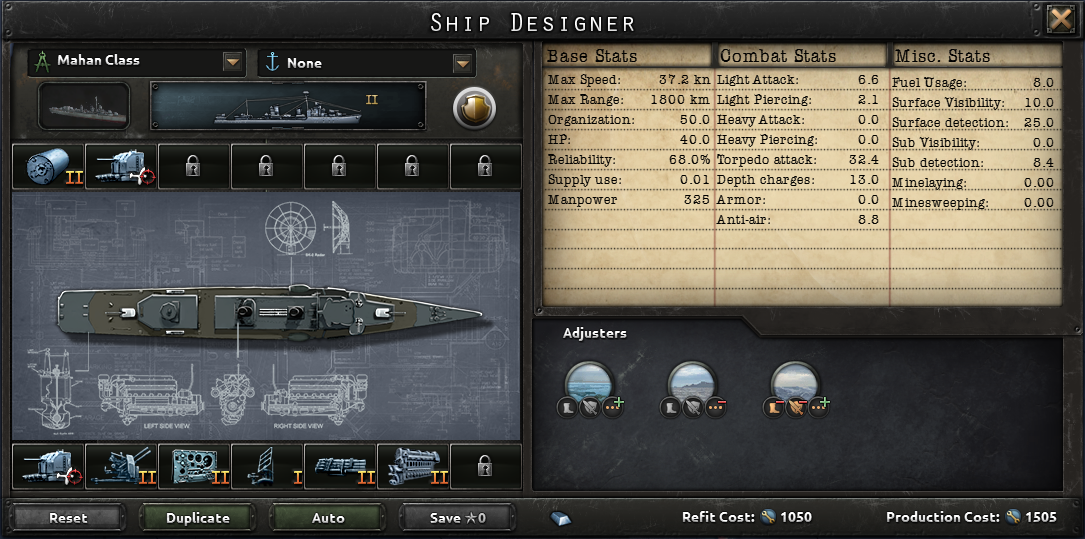 SHIP DESIGNER
Mahan Class
None
II
II
Base Stats
Max Speed: 37.2 kn
Max Range: 1800 km
Organization: 50.0
HP: 40.0
Reliability: 68.0%
Supply use: 0.01
Manpower 325
Combat Stats
Light Attack: 6.6
Light Piercing: 2.1
Heavy Attack: 0.0
Heavy Piercing: 0.0
Torpedo attack: 32.4
Depth charges: 13.0
Armor: 0.0
Anti-air: 8.8
Misc. Stats
Fuel Usage: 8.0
Surface Visibility: 10.0
Surface detection: 25.0
Sub Visibility: 0.0
Sub detection: 8.4
Minelaying: 0.00
Minesweeping: 0.00
LEFT SIDE VIEW
RIGHT SIDE VIEW
Adjusters
II
II
I
II
II
Reset
Duplicate
Auto
Save ★0
Refit Cost: 1050
Production Cost: 1505